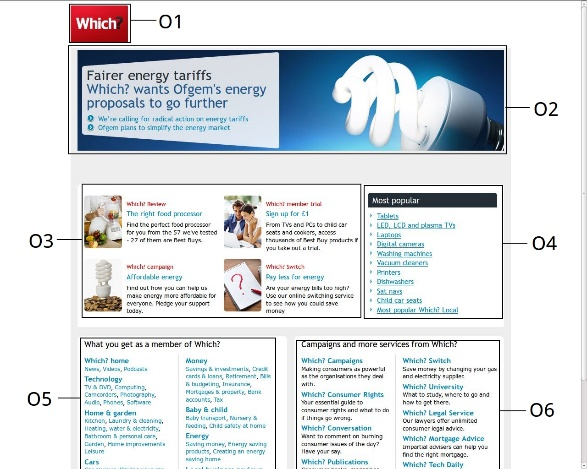 Which?
O1
Fairer energy tariffs
Which? wants Ofgem's energy
proposals to go further
We're calling for radical action on energy tariffs
Ofgem plans to simplify the energy market
O2
O3
Which? Review
The right food processor
Find the perfect food processor
for you from the 57 we've tested
- 27 of them are Best Buys.
Which? member trial
Sign up for £1
From TVs and PCs to child car
seats and cookers, access
thousands of Best Buy products if
you take out a trial.
Which? campaign
Affordable energy
Find out how you can help us
make energy more affordable for
everyone. Pledge your support
today.
Which? Switch
Pay less for energy
Are your energy bills too high?
Use our online switching service
to see how you could save
money
Most popular
Tablets
LED, LCD and plasma TVs
Laptops
Digital cameras
Washing machines
Vacuum cleaners
Printers
Dishwashers
Sat navs
Child car seats
Most popular Which? Local
O4
O5
What you get as a member of Which?
Which? home
News, Videos, Podcasts
Technology
TV & DVD, Computing,
Camcorders, Photography,
Audio, Phones, Software
Home & garden
Kitchen, Laundry & cleaning,
Heating, water & electricity,
Bathroom & personal care,
Garden, Home improvements
Leisure
Cars
Money
Savings & investments, Credit
cards & loans, Retirement, Bills
& budgeting, Insurance,
Mortgages & property, Bank
accounts, Tax
Baby & child
Baby transport, Nursery &
feeding, Child safety at home
Energy
Saving money, Energy saving
products, Creating an energy
saving home
Campaigns and more services from Which?
Which? Campaigns
Making consumers as powerful
as the organisations they deal
with.
Which? Consumer Rights
Your essential guide to
consumer rights and what to do
if things go wrong.
Which? Conversation
Want to comment on burning
consumer issues of the day?
Have your say.
Which? Publications
Which? Switch
Save money by changing your gas
and electricity supplier.
Which? University
What to study, where to go and
how to get there.
Which? Legal Service
Our lawyers offer unlimited
consumer legal advice.
Which? Mortgage Advice
Impartial advisers can help you
find the right mortgage.
Which? Tech Daily
O6